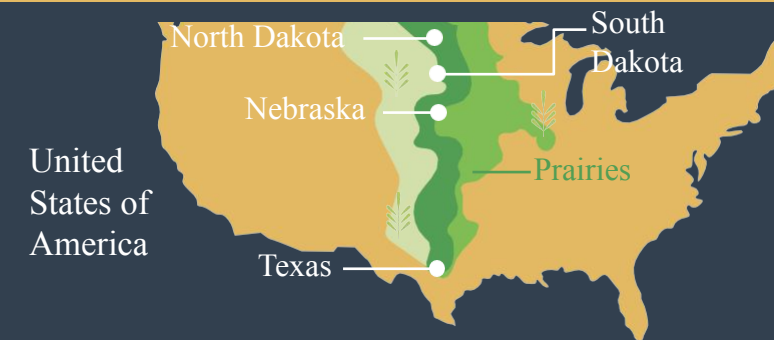 North Dakota
South
Dakota
Nebraska
United
States of
America
Prairies
Texas